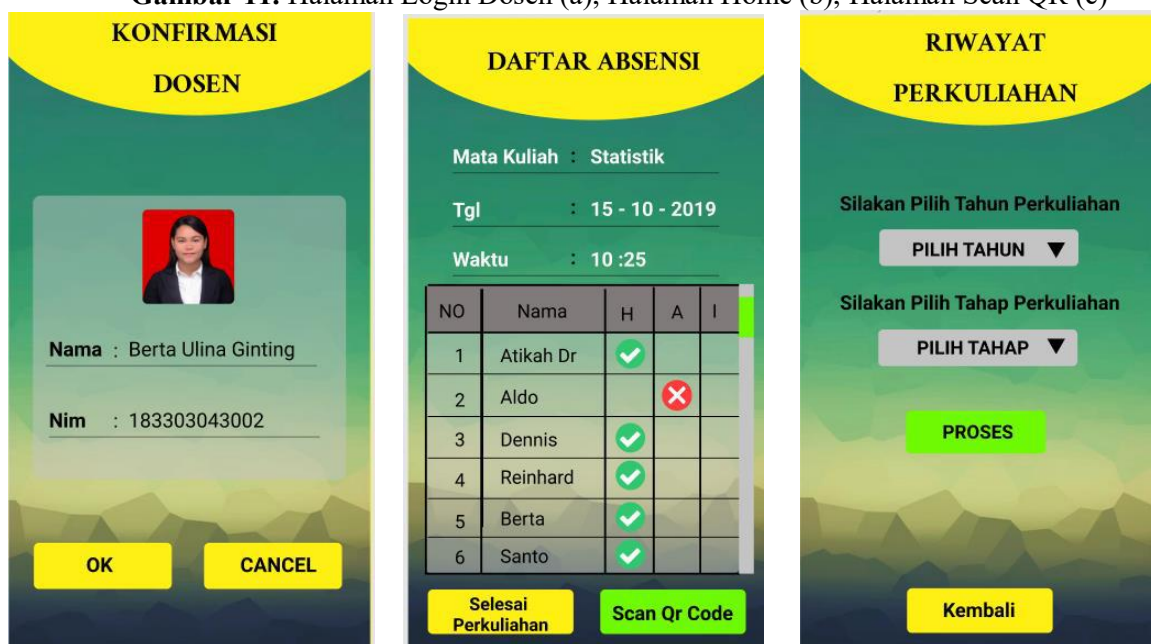 Gambar 11. Halaman Login Dosen (a), Halaman Home (b), Halaman Scan QR (c)
KONFIRMASI
DOSEN
Nama : Berta Ulina Ginting
Nim : 183303043002
OK CANCEL
DAFTAR ABSENSI
Mata Kuliah : Statistik
Tgl : 15 - 10 - 2019
Waktu : 10 :25
NO Nama H A I
1 Atikah Dr
2 Aldo
3 Dennis
4 Reinhard
5 Berta
6 Santo
Selesai
Perkuliahan
Scan Qr Code
RIWAYAT
PERKULIAHAN
Silakan Pilih Tahun Perkuliahan
PILIH TAHUN
Silakan Pilih Tahap Perkuliahan
PILIH TAHAP
PROSES
Kembali